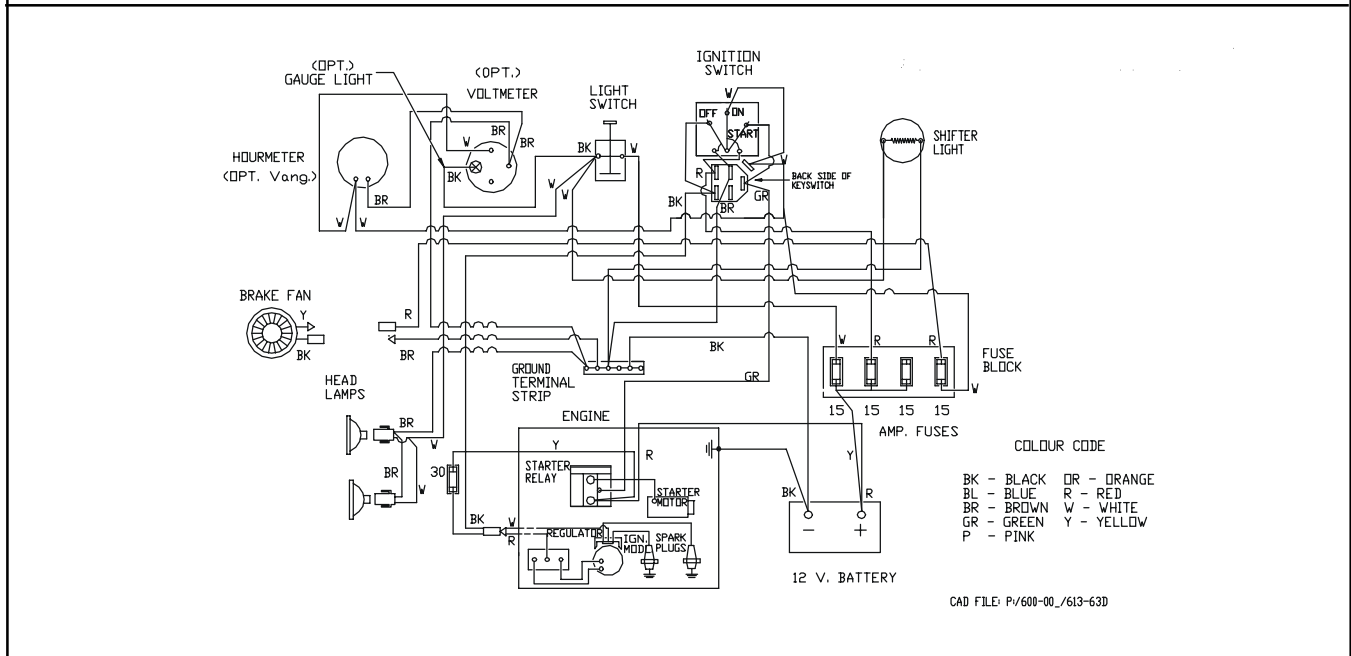 (OPT.)
GAUGE LIGHT
(OPT.)
VOLTMETER
LIGHT
SWITCH
IGNITION
SWITCH
W
OFF
ON
START
SHIFTER
LIGHT
BR
BR
W
BK
HOURMETER
(OPT. Vang.)
BR
W
W
BK
W
W
W
R
BACK SIDE OF
KEYSWITCH
W
BK
BR
GR
BRAKE FAN
Y
BK
R
BR
BK
GR
GROUND
TERMINAL
STRIP
W
R
R
FUSE
BLOCK
W
15
15
15
15
AMP. FUSES
HEAD
LAMPS
BR
W
BR
W
30
ENGINE
Y
R
STARTER
RELAY
STARTER
MOTOR
BK
W
R
REGULATOR
IGN.
MOD.
SPARK
PLUGS
Y
BK
R
-
+
12 V. BATTERY
COLOUR CODE
BK - BLACK OR - ORANGE
BL - BLUE R - RED
BR - BROWN W - WHITE
GR - GREEN Y - YELLOW
P - PINK
CAD FILE: P:/600-00_/613-63D